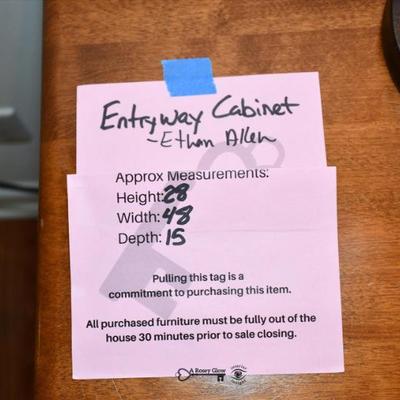 Entryway Cabinet
-Ethan Allen
Approx Measurements:
Height: 28
Width: 48
Depth: 15
Pulling this tag is a
commitment to purchasing this item.
All purchased furniture must be fully out of the
house 30 minutes prior to sale closing.
A Rosey Glow